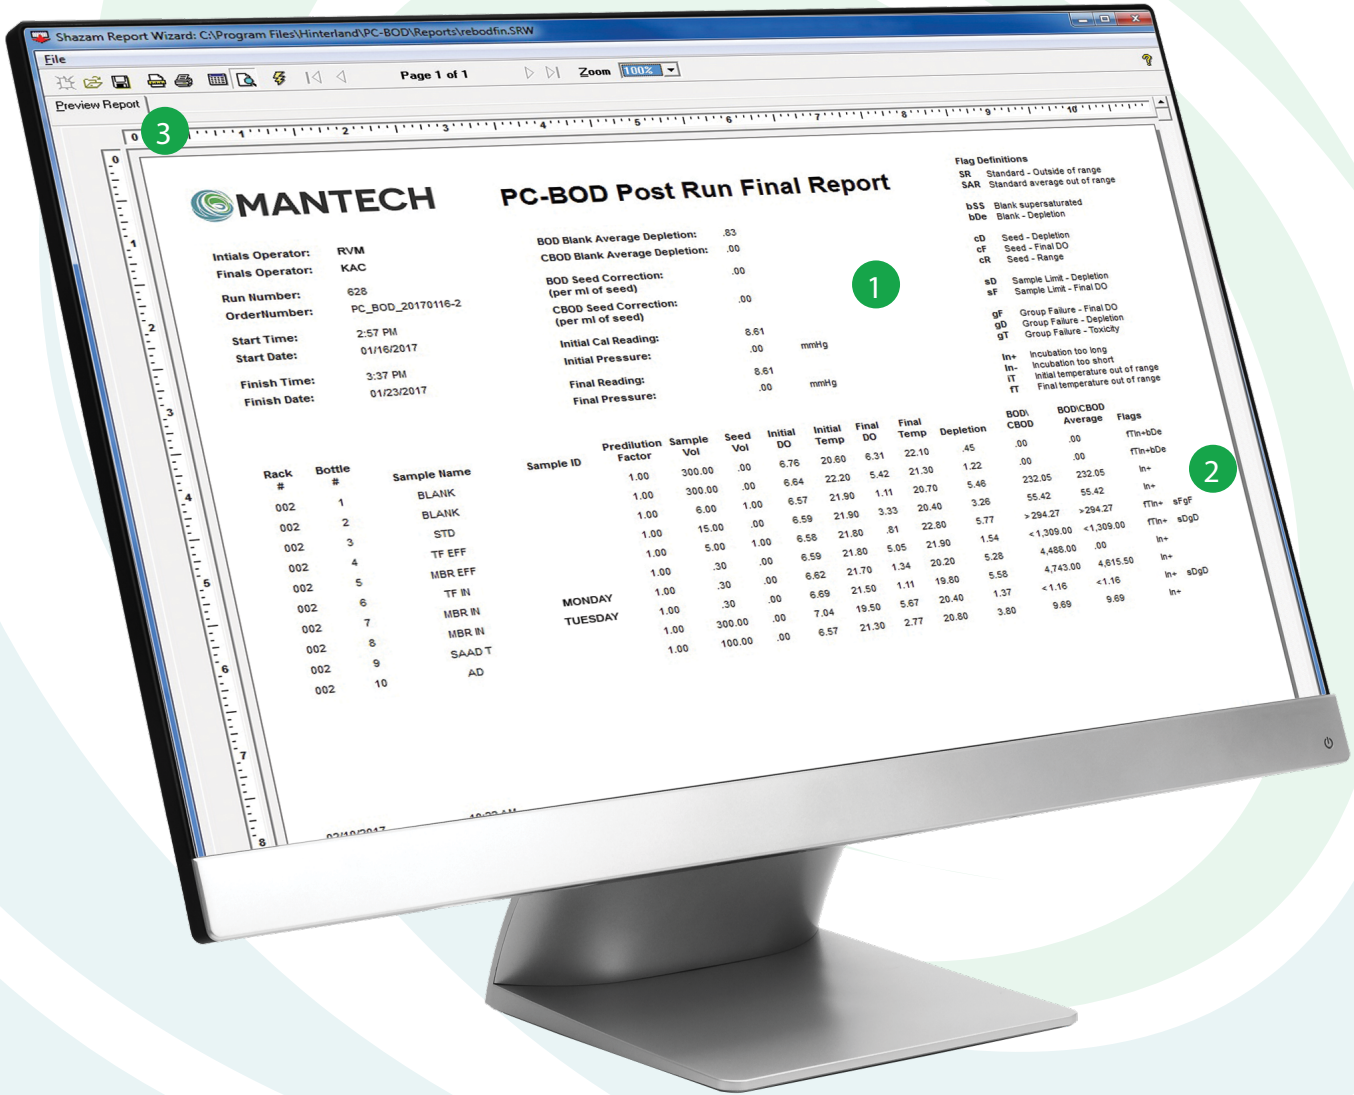 Shazam Report Wizard: C:\Program Files\Hinterland\PC-BOD\Reports\rebodfin.SRW
File
Page 1 of 1 Zoom 100%
Preview Report
3
0 1 2 3 4 5 6 7 8 9 10
0 1 2 3 4 5 6 7 8
MANTECH
PC-BOD Post Run Final Report
Intials Operator: RVM
Finals Operator: KAC
Run Number: 628
OrderNumber: PC_BOD_20170116-2
Start Time: 2:57 PM
Start Date: 01/16/2017
Finish Time: 3:37 PM
Finish Date: 01/23/2017
BOD Blank Average Depletion: .83
CBOD Blank Average Depletion: .00
BOD Seed Correction: .00
(per ml of seed)
CBOD Seed Correction: .00
(per ml of seed)
Initial Cal Reading: 8.61
Initial Pressure: .00 mmHg
Final Reading: 8.61
Final Pressure: .00 mmHg
1
Flag Definitions
SR Standard - Outside of range
SAR Standard average out of range
bSS Blank supersaturated
bDe Blank - Depletion
cD Seed - Depletion
cF Seed - Final DO
cR Seed - Range
sD Sample Limit - Depletion
sF Sample Limit - Final DO
gF Group Failure - Final DO
gD Group Failure - Depletion
gT Group Failure - Toxicity
In+ Incubation too long
In- Incubation too short
iT Initial temperature out of range
fT Final temperature out of range
Rack # Bottle # Sample Name Sample ID Predilution Factor Sample Vol Seed Vol Initial DO Initial Temp Final DO Final Temp Depletion BOD\ CBOD BOD\CBOD Average Flags
002 1 BLANK 1.00 300.00 .00 6.76 20.60 6.31 22.10 .45 .00 .00 fTIn+bDe
002 2 BLANK 1.00 300.00 .00 6.64 22.20 5.42 21.30 1.22 .00 .00 fTIn+bDe
002 3 STD 1.00 6.00 1.00 6.57 21.90 1.11 20.70 5.46 232.05 232.05 In+
002 4 TF EFF 1.00 15.00 .00 6.59 21.90 3.33 20.40 3.26 55.42 55.42 In+
002 5 MBR EFF 1.00 5.00 1.00 6.58 21.80 .81 22.80 5.77 >294.27 >294.27 fTIn+ sFgF
002 6 TF IN 1.00 .30 .00 6.59 21.80 5.05 21.90 1.54 <1,309.00 <1,309.00 fTIn+ sDgD
002 7 MBR IN MONDAY 1.00 .30 .00 6.62 21.70 1.34 20.20 5.28 4,488.00 .00 In+
002 8 MBR IN TUESDAY 1.00 .30 .00 6.69 21.50 1.11 19.80 5.58 4,743.00 4,615.50 In+
002 9 SAAD T 1.00 300.00 .00 7.04 19.50 5.67 20.40 1.37 <1.16 <1.16 In+ sDgD
002 10 AD 1.00 100.00 .00 6.57 21.30 2.77 20.80 3.80 9.69 9.69 In+
2